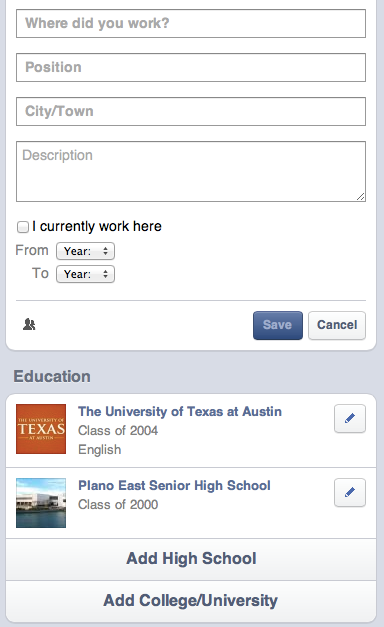 Where did you work?
Position
City/Town
Description
I currently work here
From Year:
To Year:
Save Cancel
Education
THE UNIVERSITY OF
TEXAS
AT AUSTIN
The University of Texas at Austin
Class of 2004
English
Plano East Senior High School
Class of 2000
Add High School
Add College/University